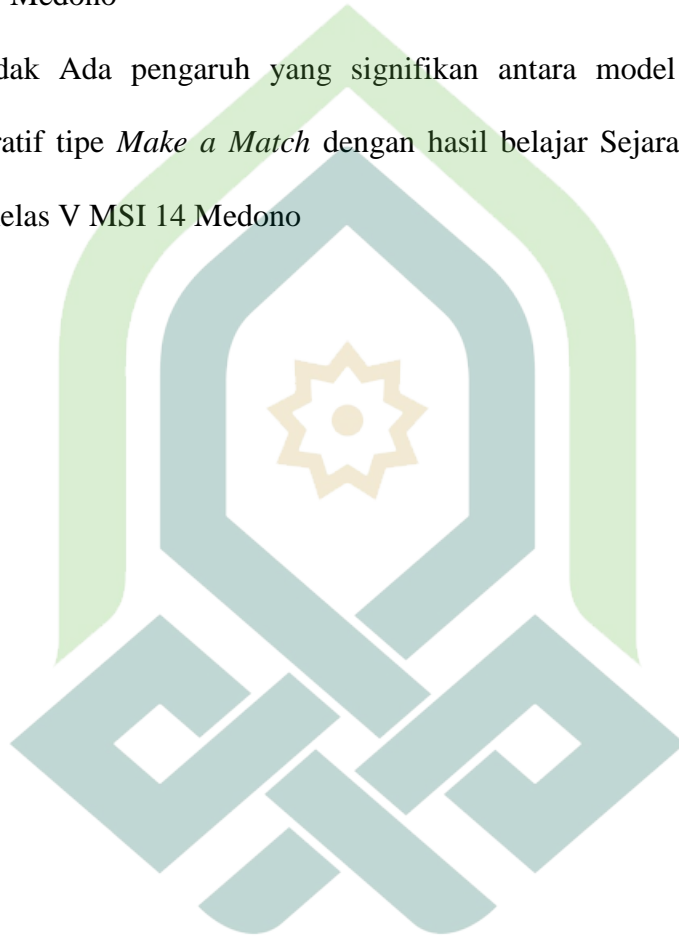 Medono
dak Ada pengaruh yang signifikan antara model
ratif tipe Make a Match dengan hasil belajar Sejara
elas V MSI 14 Medono